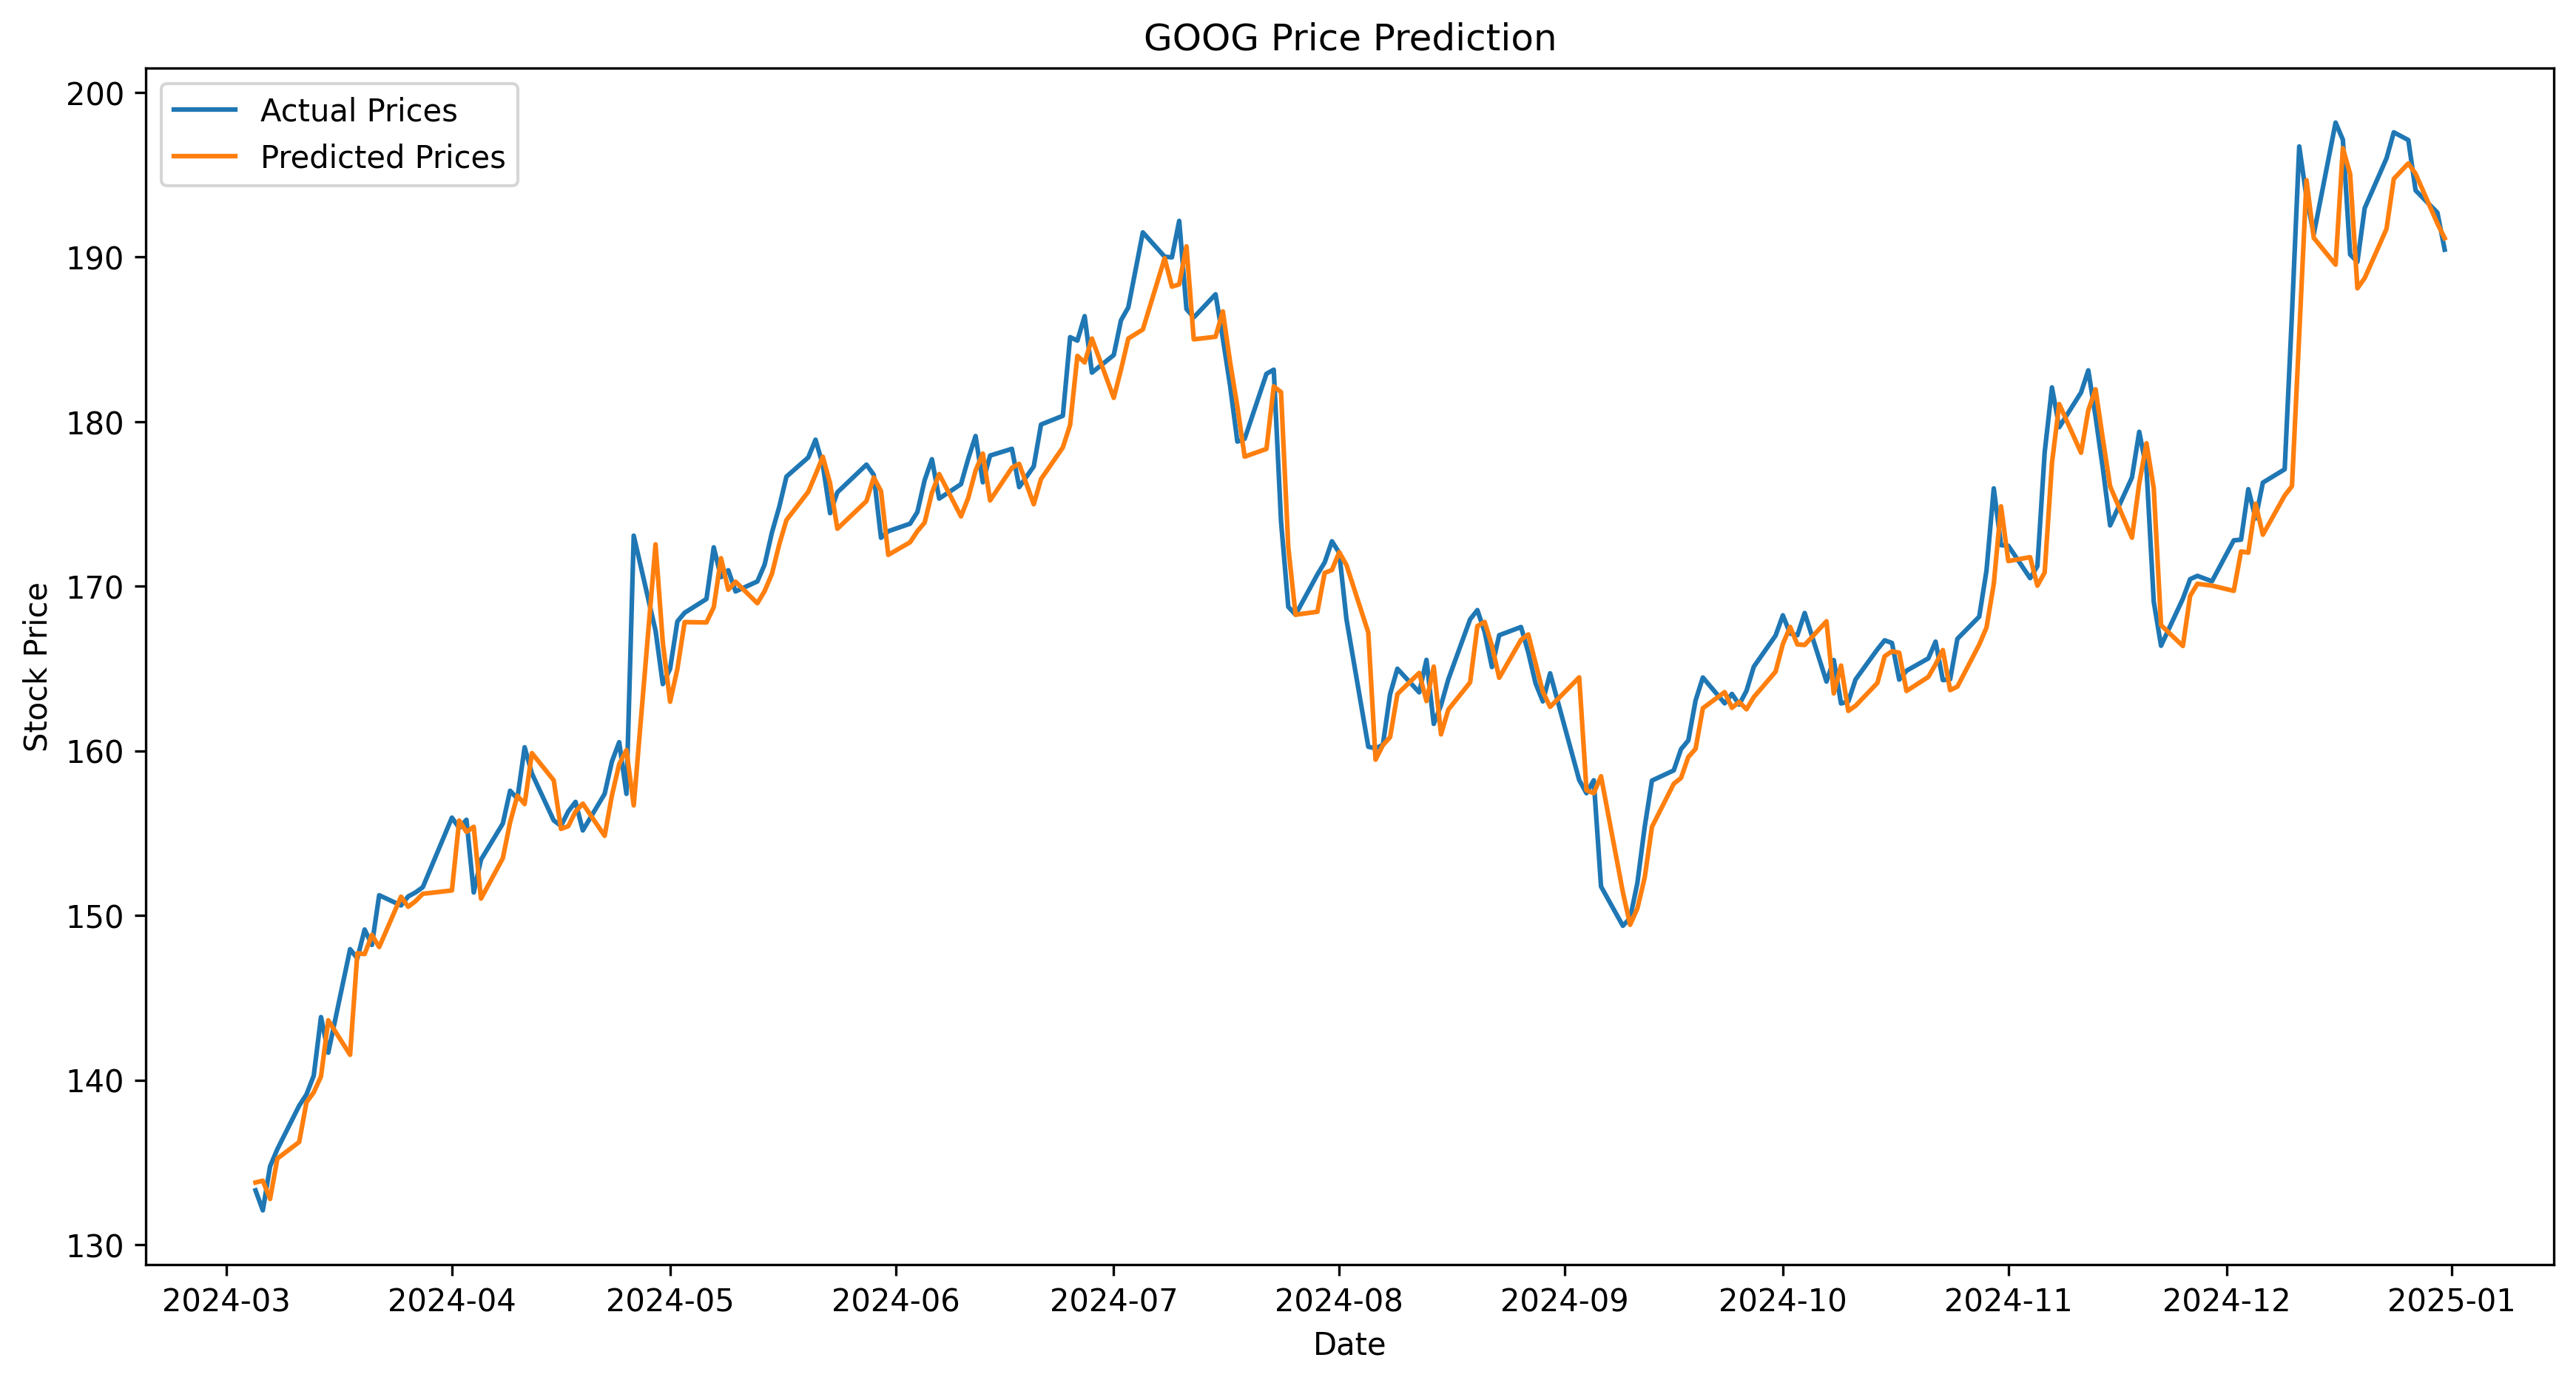 GOOG Price Prediction
Actual Prices
Predicted Prices
200
190
180
170
160
150
140
130
Stock Price
2024-03 2024-04 2024-05 2024-06 2024-07 2024-08 2024-09 2024-10 2024-11 2024-12 2025-01
Date